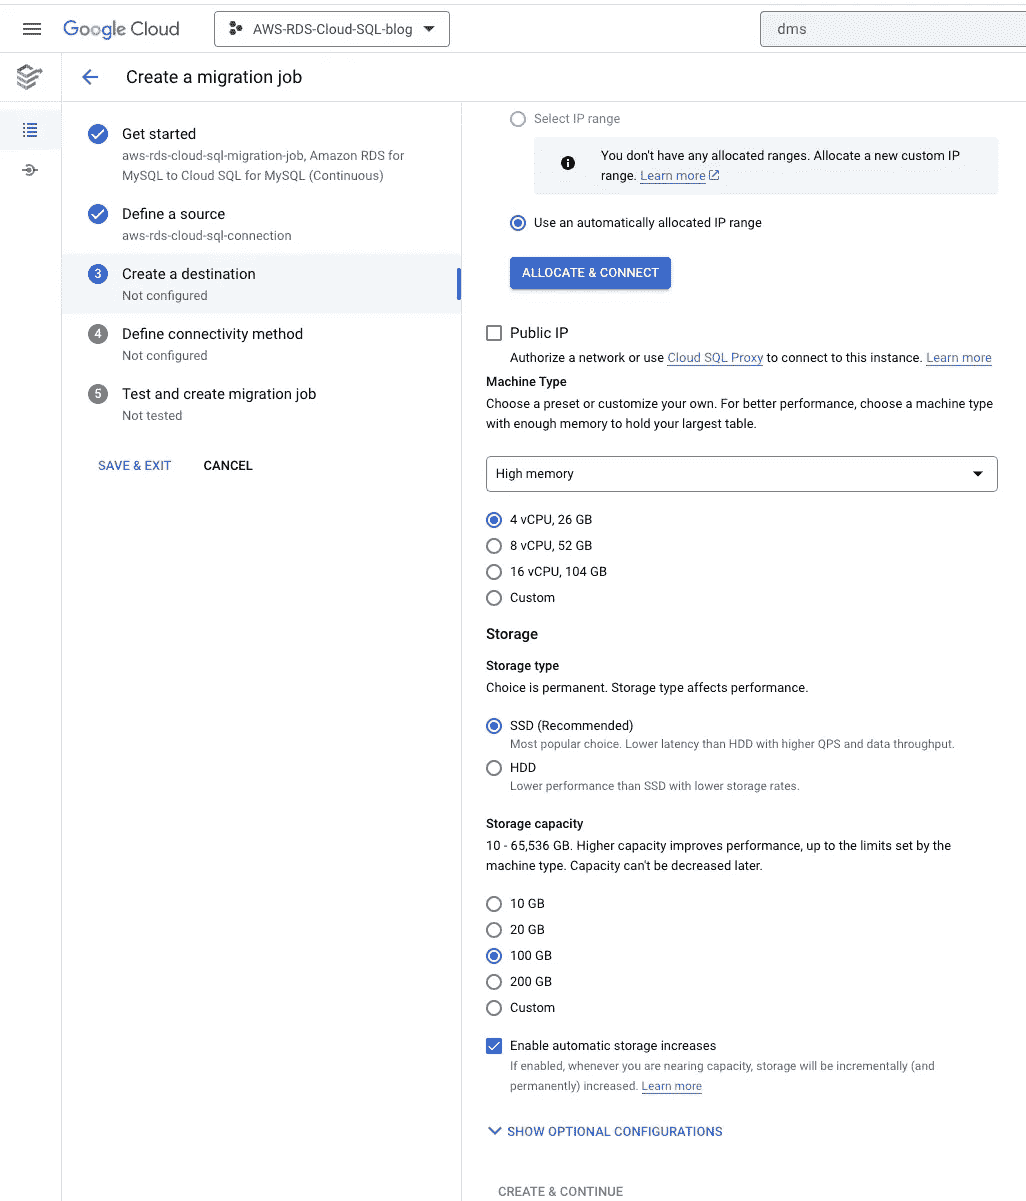 Google Cloud
AWS-RDS-Cloud-SQL-blog
dms
Create a migration job
Get started
aws-rds-cloud-sql-migration-job, Amazon RDS for
MySQL to Cloud SQL for MySQL (Continuous)
Define a source
aws-rds-cloud-sql-connection
3 Create a destination
Not configured
4 Define connectivity method
Not configured
5 Test and create migration job
Not tested
SAVE & EXIT CANCEL
Select IP range
You don't have any allocated ranges. Allocate a new custom IP
range. Learn more
Use an automatically allocated IP range
ALLOCATE & CONNECT
Public IP
Authorize a network or use Cloud SQL Proxy to connect to this instance. Learn more
Machine Type
Choose a preset or customize your own. For better performance, choose a machine type
with enough memory to hold your largest table.
High memory
4 vCPU, 26 GB
8 vCPU, 52 GB
16 vCPU, 104 GB
Custom
Storage
Storage type
Choice is permanent. Storage type affects performance.
SSD (Recommended)
Most popular choice. Lower latency than HDD with higher QPS and data throughput.
HDD
Lower performance than SSD with lower storage rates.
Storage capacity
10 - 65,536 GB. Higher capacity improves performance, up to the limits set by the
machine type. Capacity can't be decreased later.
10 GB
20 GB
100 GB
200 GB
Custom
Enable automatic storage increases
If enabled, whenever you are nearing capacity, storage will be incrementally (and
permanently) increased. Learn more
SHOW OPTIONAL CONFIGURATIONS
CREATE & CONTINUE